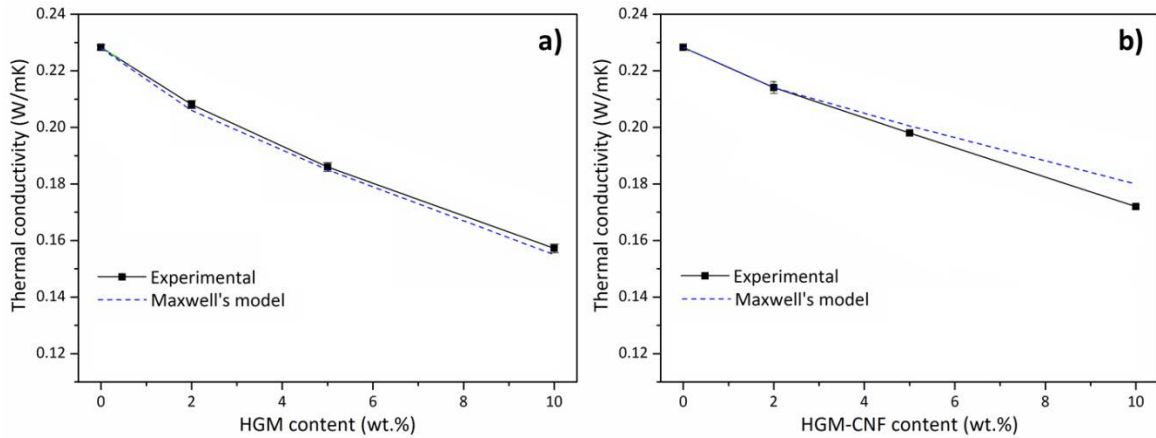 a)
Thermal conductivity (W/mK)
0.24
0.22
0.20
0.18
0.16
0.14
0.12
Experimental
Maxwell's model
0 2 4 6 8 10
HGM content (wt.%)
b)
Thermal conductivity (W/mK)
0.24
0.22
0.20
0.18
0.16
0.14
0.12
Experimental
Maxwell's model
0 2 4 6 8 10
HGM-CNF content (wt.%)